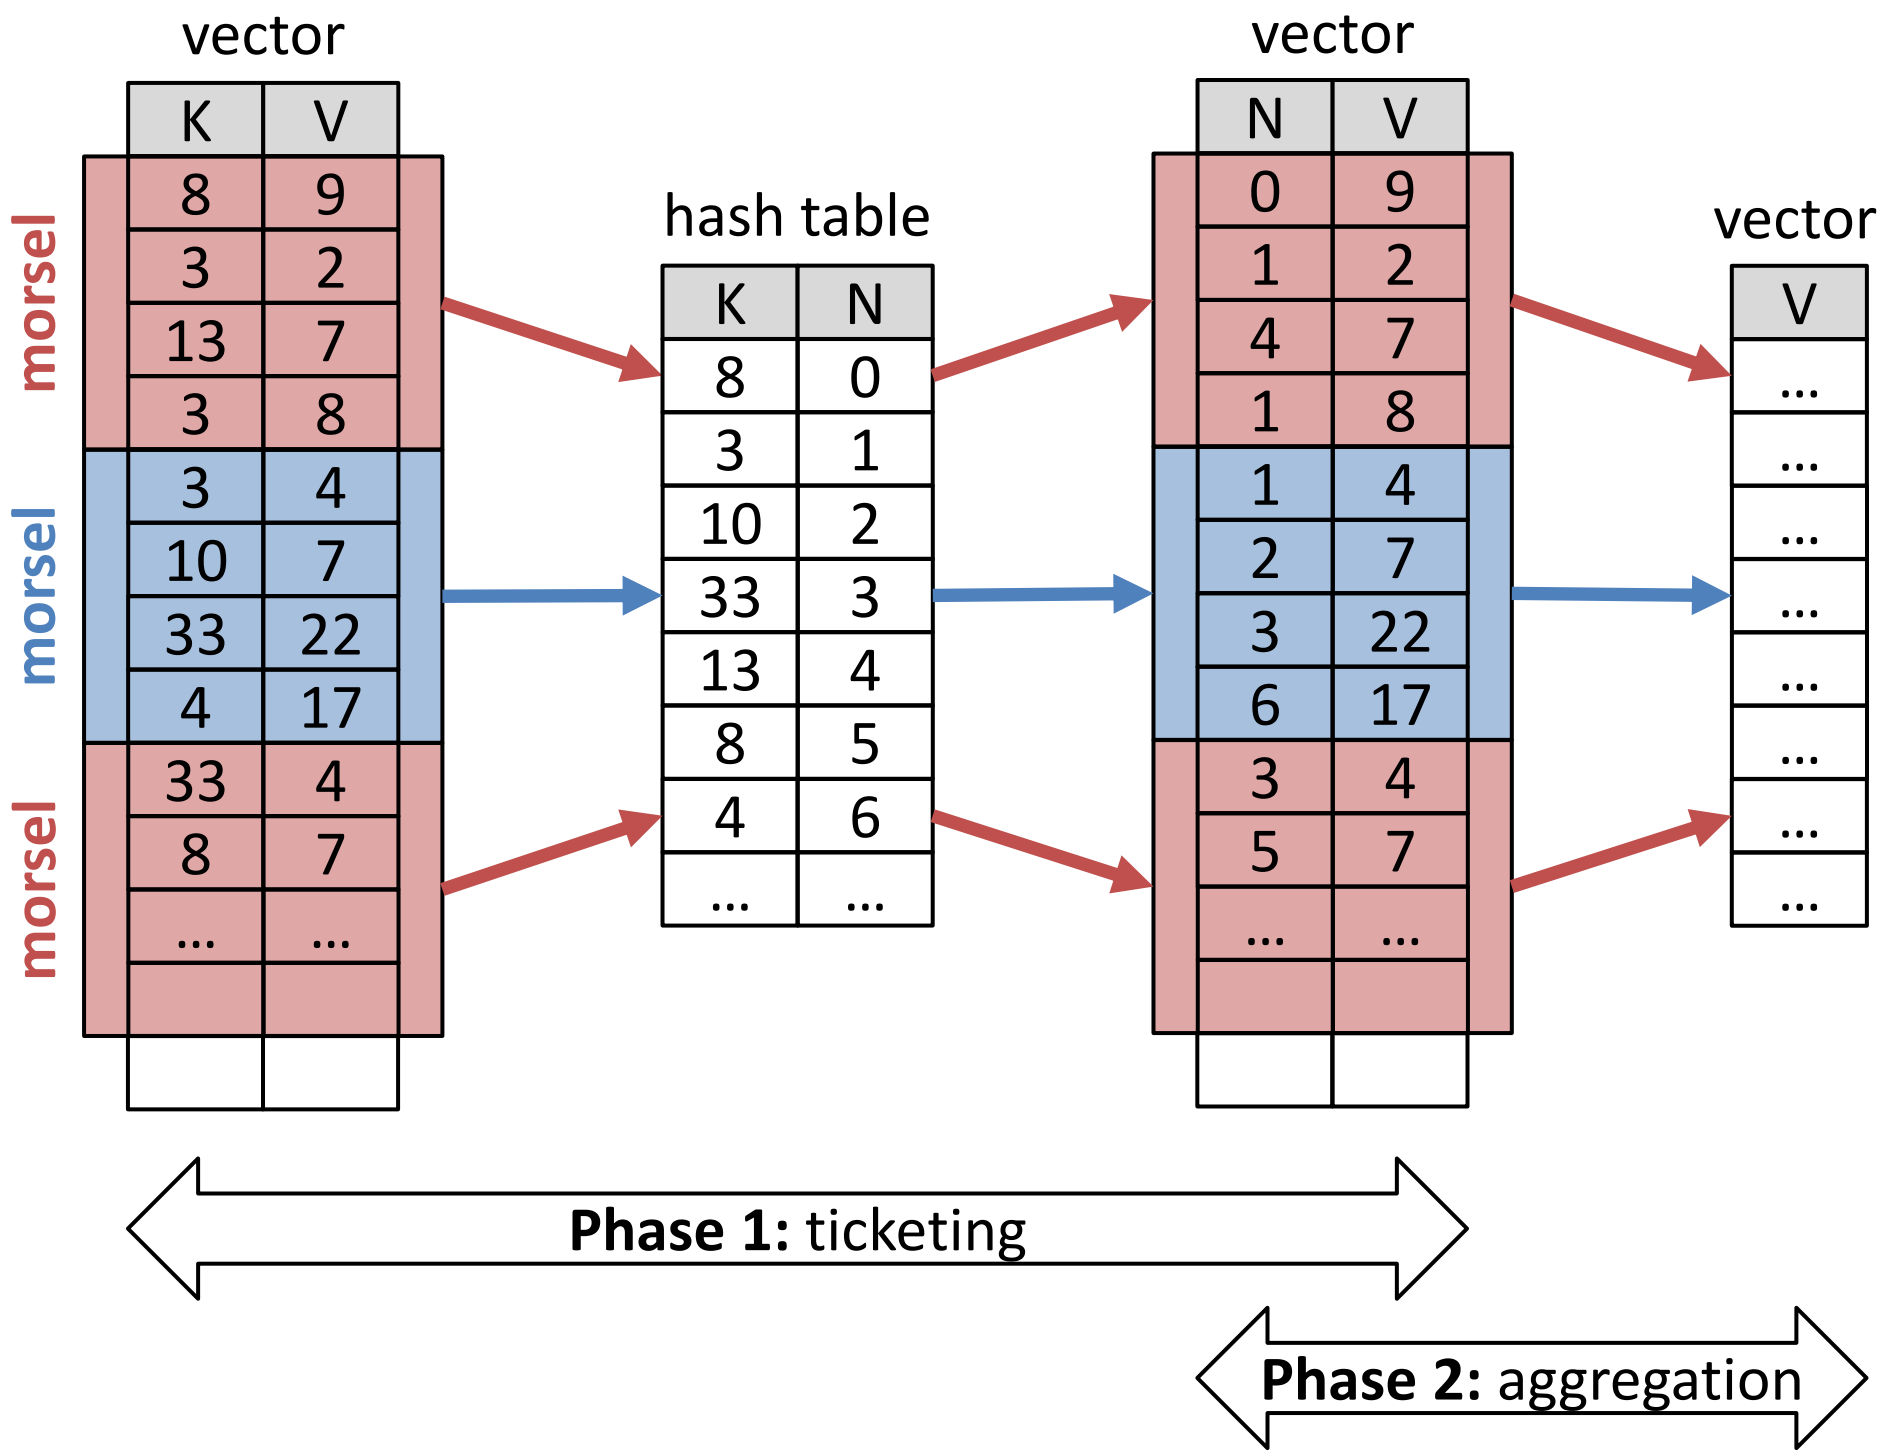 vector
K V
8 9
3 2
13 7
3 8
3 4
10 7
33 22
4 17
33 4
8 7
... ...
morsel
morsel
morsel
hash table
K N
8 0
3 1
10 2
33 3
13 4
8 5
4 6
... ...
vector
N V
0 9
1 2
4 7
1 8
1 4
2 7
3 22
6 17
3 4
5 7
... ...
vector
V
...
...
...
...
...
...
...
...
Phase 1: ticketing
Phase 2: aggregation